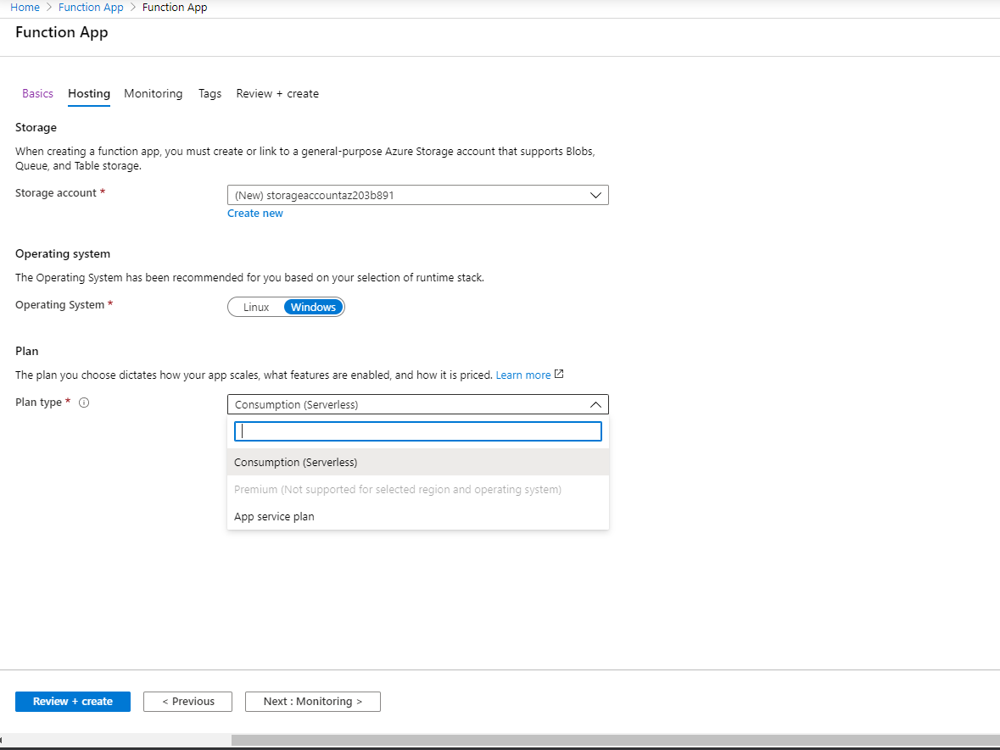 Home > Function App > Function App
Function App
Basics Hosting Monitoring Tags Review + create
Storage
When creating a function app, you must create or link to a general-purpose Azure Storage account that supports Blobs,
Queue, and Table storage.
Storage account * (New) storageaccountaz203b891
Create new
Operating system
The Operating System has been recommended for you based on your selection of runtime stack.
Operating System * Linux Windows
Plan
The plan you choose dictates how your app scales, what features are enabled, and how it is priced. Learn more
Plan type * Consumption (Serverless)
Consumption (Serverless)
Premium (Not supported for selected region and operating system)
App service plan
Review + create < Previous Next : Monitoring >